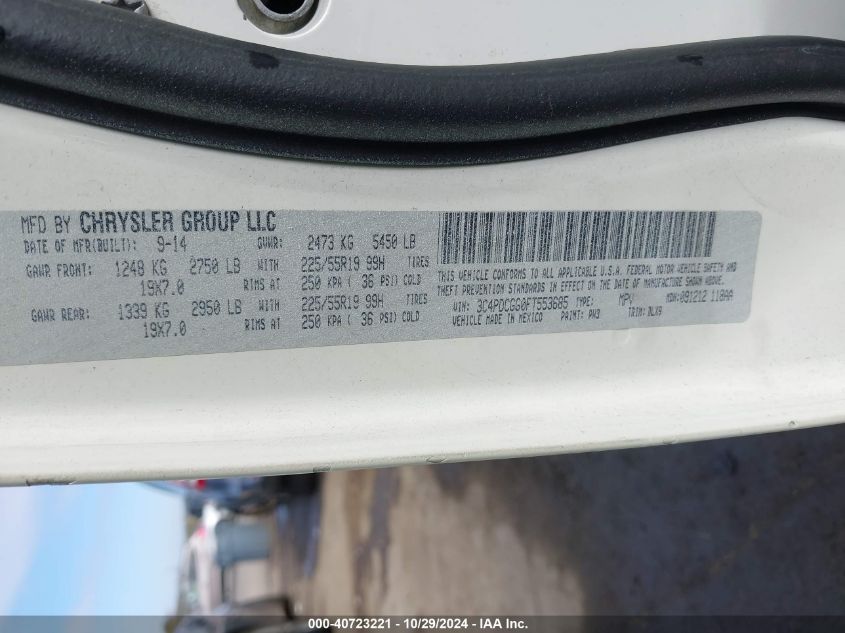 MFD BY CHRYSLER GROUP LLC
DATE OF MFR(BUILT): 9-14 GVWR: 2473 KG 5450 LB
GAWR FRONT: 1248 KG 2750 LB WITH 225/55R19 99H TIRES
19X7.0 RIMS AT 250 KPA ( 36 PSI) COLD
GAWR REAR: 1339 KG 2950 LB WITH 225/55R19 99H TIRES
19X7.0 RIMS AT 250 KPA ( 36 PSI) COLD
THIS VEHICLE CONFORMS TO ALL APPLICABLE U.S.A. FEDERAL MOTOR VEHICLE SAFETY AND
THEFT PREVENTION STANDARDS IN EFFECT ON THE DATE OF MANUFACTURE SHOWN ABOVE.
VIN: 3C4PDCGG0FT553685 TYPE: MPV MDH: 091212 118AA
VEHICLE MADE IN MEXICO PAINT: PW3 TRIM: DLX9
000-40723221 - 10/29/2024 - IAA Inc.